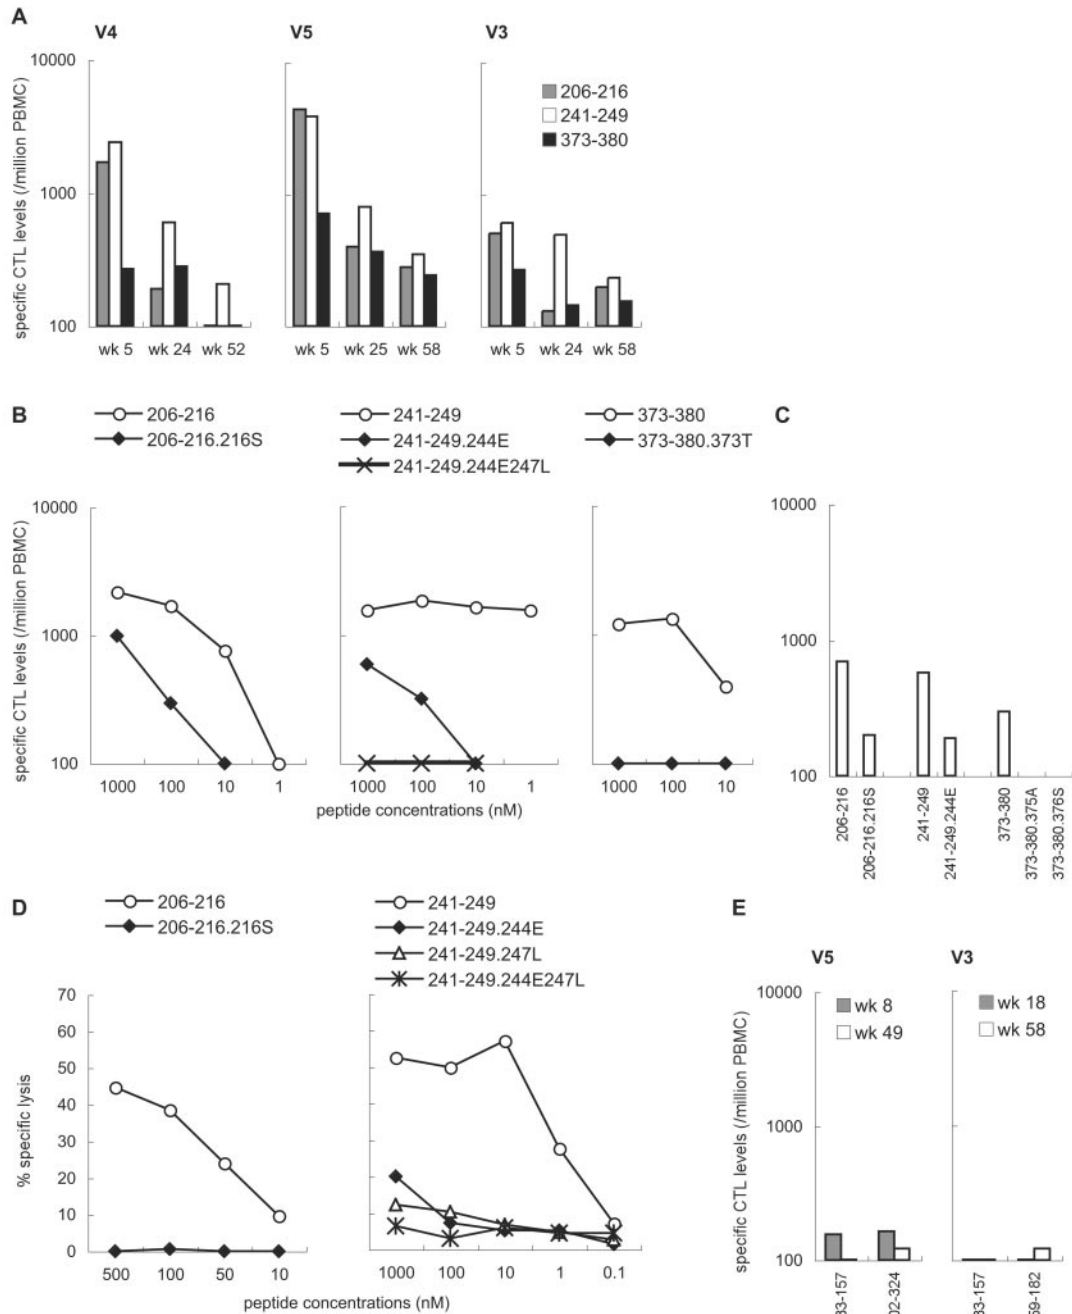 A
V4
V5
V3
10000
1000
100
specific CTL levels (/million PBMC)
206-216
241-249
373-380
wk 5
wk 24
wk 52
wk 5
wk 25
wk 58
wk 5
wk 24
wk 58
B
206-216
206-216.216S
241-249
241-249.244E
241-249.244E247L
373-380
373-380.373T
10000
1000
100
specific CTL levels (/million PBMC)
1000
100
10
1
1000
100
10
1
1000
100
10
peptide concentrations (nM)
C
10000
1000
100
206-216
206-216.216S
241-249
241-249.244E
373-380
373-380.375A
373-380.376S
D
206-216
206-216.216S
241-249
241-249.244E
241-249.247L
241-249.244E247L
70
60
50
40
30
20
10
0
% specific lysis
500
100
50
10
1000
100
10
1
0.1
peptide concentrations (nM)
E
V5
V3
10000
1000
100
specific CTL levels (/million PBMC)
wk 8
wk 49
wk 18
wk 58